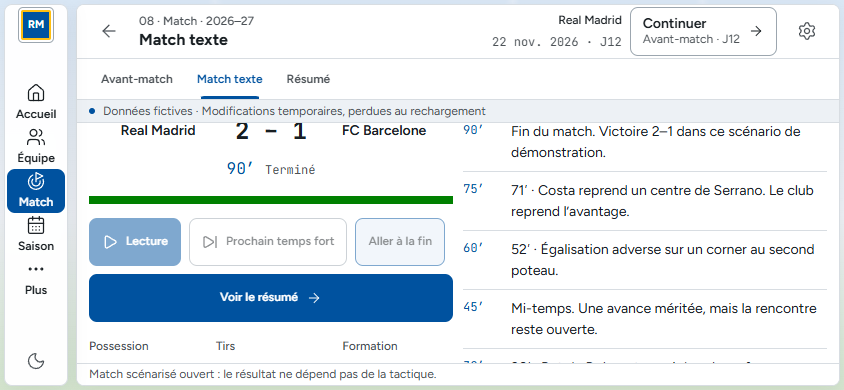 RM
08 · Match · 2026–27
Match texte
Real Madrid
22 nov. 2026 · J12
Continuer
Avant-match · J12
Accueil
Équipe
Match
Saison
Plus
Avant-match
Match texte
Résumé
Données fictives · Modifications temporaires, perdues au rechargement
Real Madrid
2 – 1
FC Barcelone
90′ Terminé
Lecture
Prochain temps fort
Aller à la fin
Voir le résumé
Possession
Tirs
Formation
90′
Fin du match. Victoire 2–1 dans ce scénario de
démonstration.
75′
71′ · Costa reprend un centre de Serrano. Le club
reprend l’avantage.
60′
52′ · Égalisation adverse sur un corner au second
poteau.
45′
Mi-temps. Une avance méritée, mais la rencontre
reste ouverte.
Match scénarisé ouvert : le résultat ne dépend pas de la tactique.